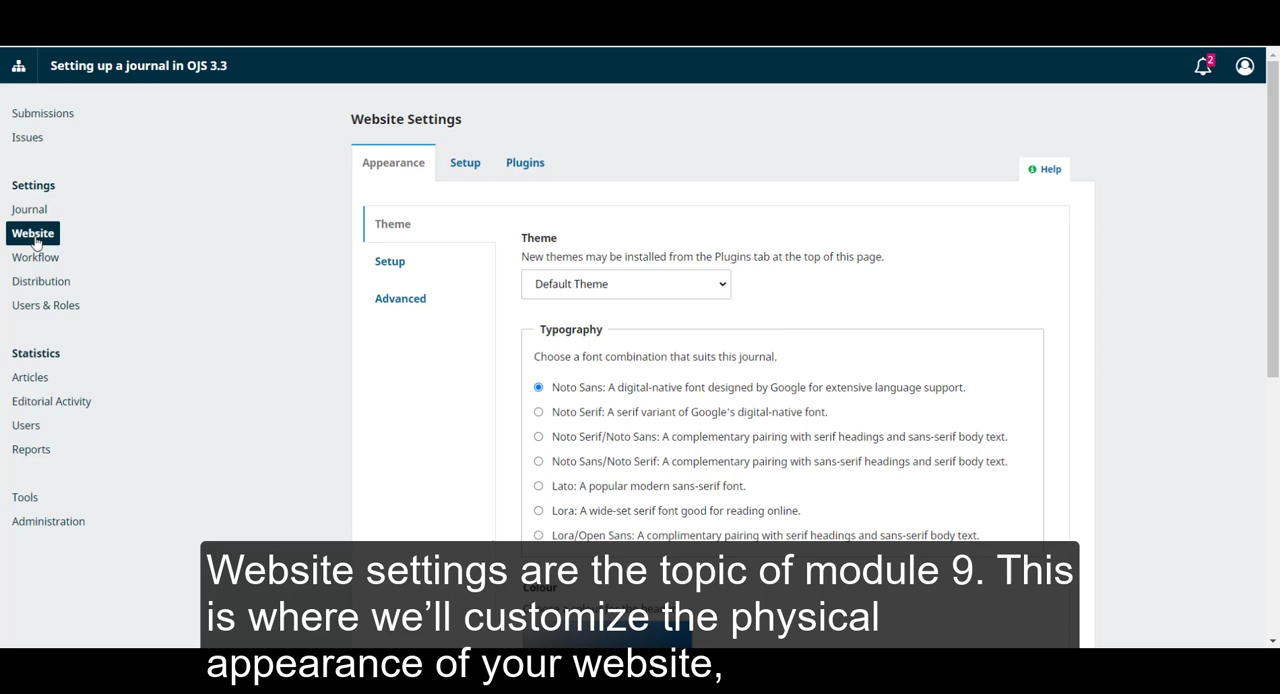 Setting up a journal in OJS 3.3
2
Submissions
Issues
Settings
Journal
Website
Workflow
Distribution
Users & Roles
Statistics
Articles
Editorial Activity
Users
Reports
Tools
Administration
Website Settings
Appearance
Setup
Plugins
Help
Theme
Setup
Advanced
Theme
New themes may be installed from the Plugins tab at the top of this page.
Default Theme
Typography
Choose a font combination that suits this journal.
Noto Sans: A digital-native font designed by Google for extensive language support.
Noto Serif: A serif variant of Google's digital-native font.
Noto Serif/Noto Sans: A complementary pairing with serif headings and sans-serif body text.
Noto Sans/Noto Serif: A complementary pairing with sans-serif headings and serif body text.
Lato: A popular modern sans-serif font.
Lora: A wide-set serif font good for reading online.
Lora/Open Sans: A complimentary pairing with serif headings and sans-serif body text.
Colour
Website settings are the topic of module 9. This
is where we'll customize the physical
appearance of your website,